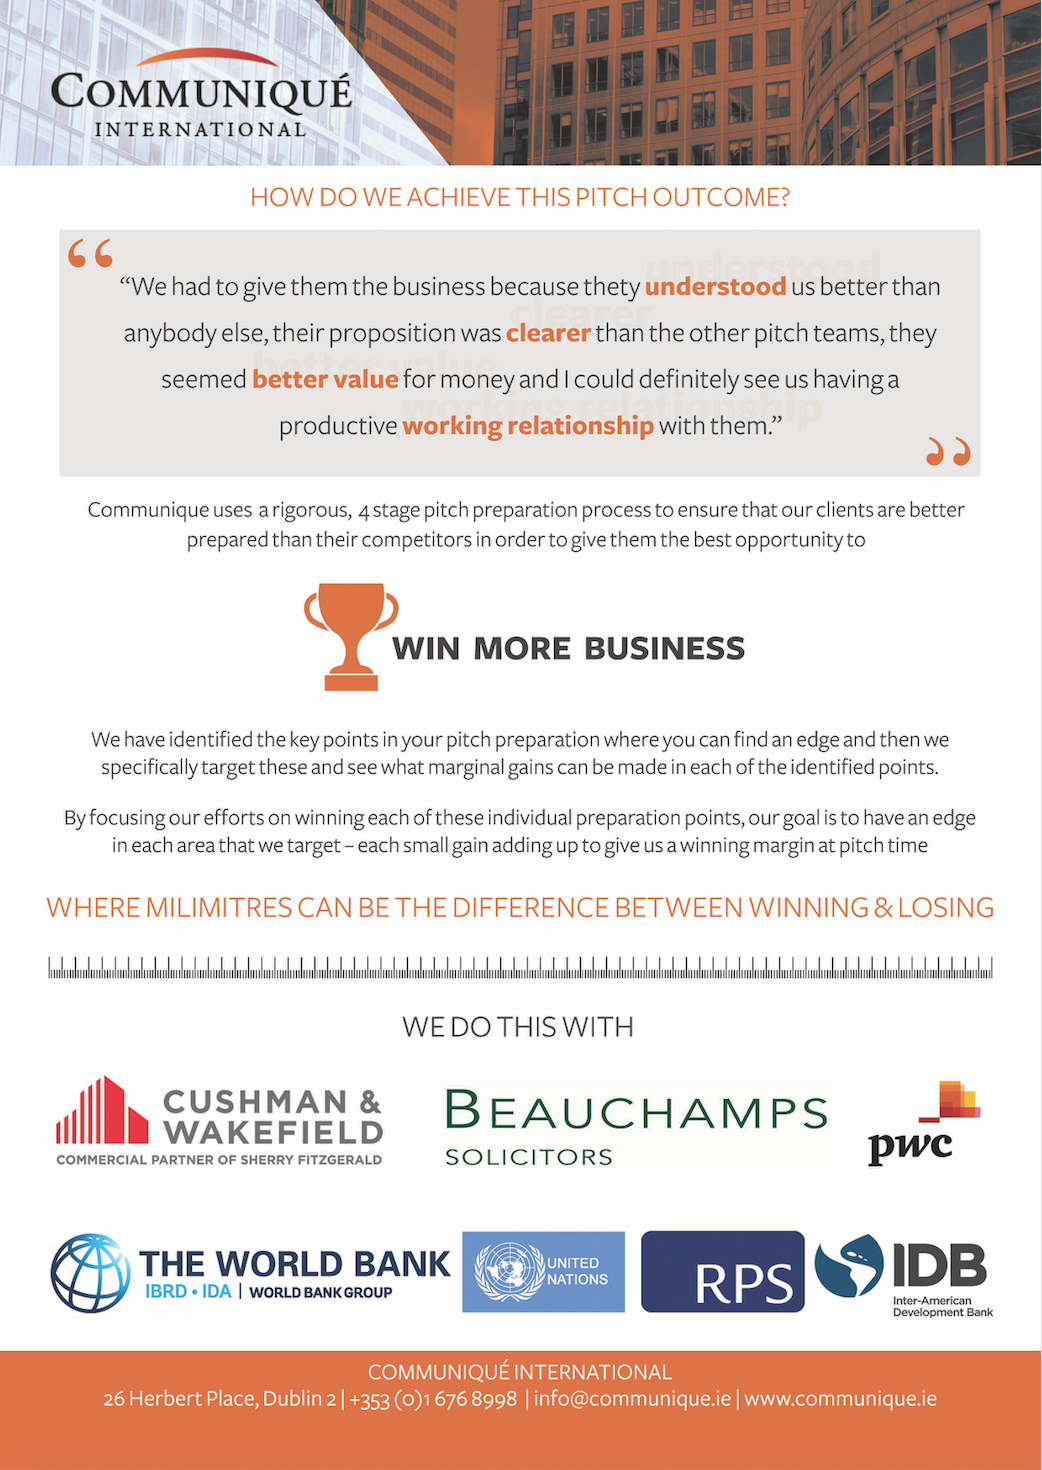 COMMUNIQUÉ
INTERNATIONAL
HOW DO WE ACHIEVE THIS PITCH OUTCOME?
“
“We had to give them the business because thety understood us better than
anybody else, their proposition was clearer than the other pitch teams, they
seemed better value for money and I could definitely see us having a
productive working relationship with them.”
”
understood
clearer
better value
working relationship
Communique uses a rigorous, 4 stage pitch preparation process to ensure that our clients are better
prepared than their competitors in order to give them the best opportunity to
WIN MORE BUSINESS
We have identified the key points in your pitch preparation where you can find an edge and then we
specifically target these and see what marginal gains can be made in each of the identified points.
By focusing our efforts on winning each of these individual preparation points, our goal is to have an edge
in each area that we target – each small gain adding up to give us a winning margin at pitch time
WHERE MILIMITRES CAN BE THE DIFFERENCE BETWEEN WINNING & LOSING
WE DO THIS WITH
CUSHMAN &
WAKEFIELD
COMMERCIAL PARTNER OF SHERRY FITZGERALD
BEAUCHAMPS
SOLICITORS
pwc
THE WORLD BANK
IBRD • IDA | WORLD BANK GROUP
UNITED
NATIONS
RPS
IDB
Inter-American
Development Bank
COMMUNIQUÉ INTERNATIONAL
26 Herbert Place, Dublin 2 | +353 (0)1 676 8998 | info@communique.ie | www.communique.ie